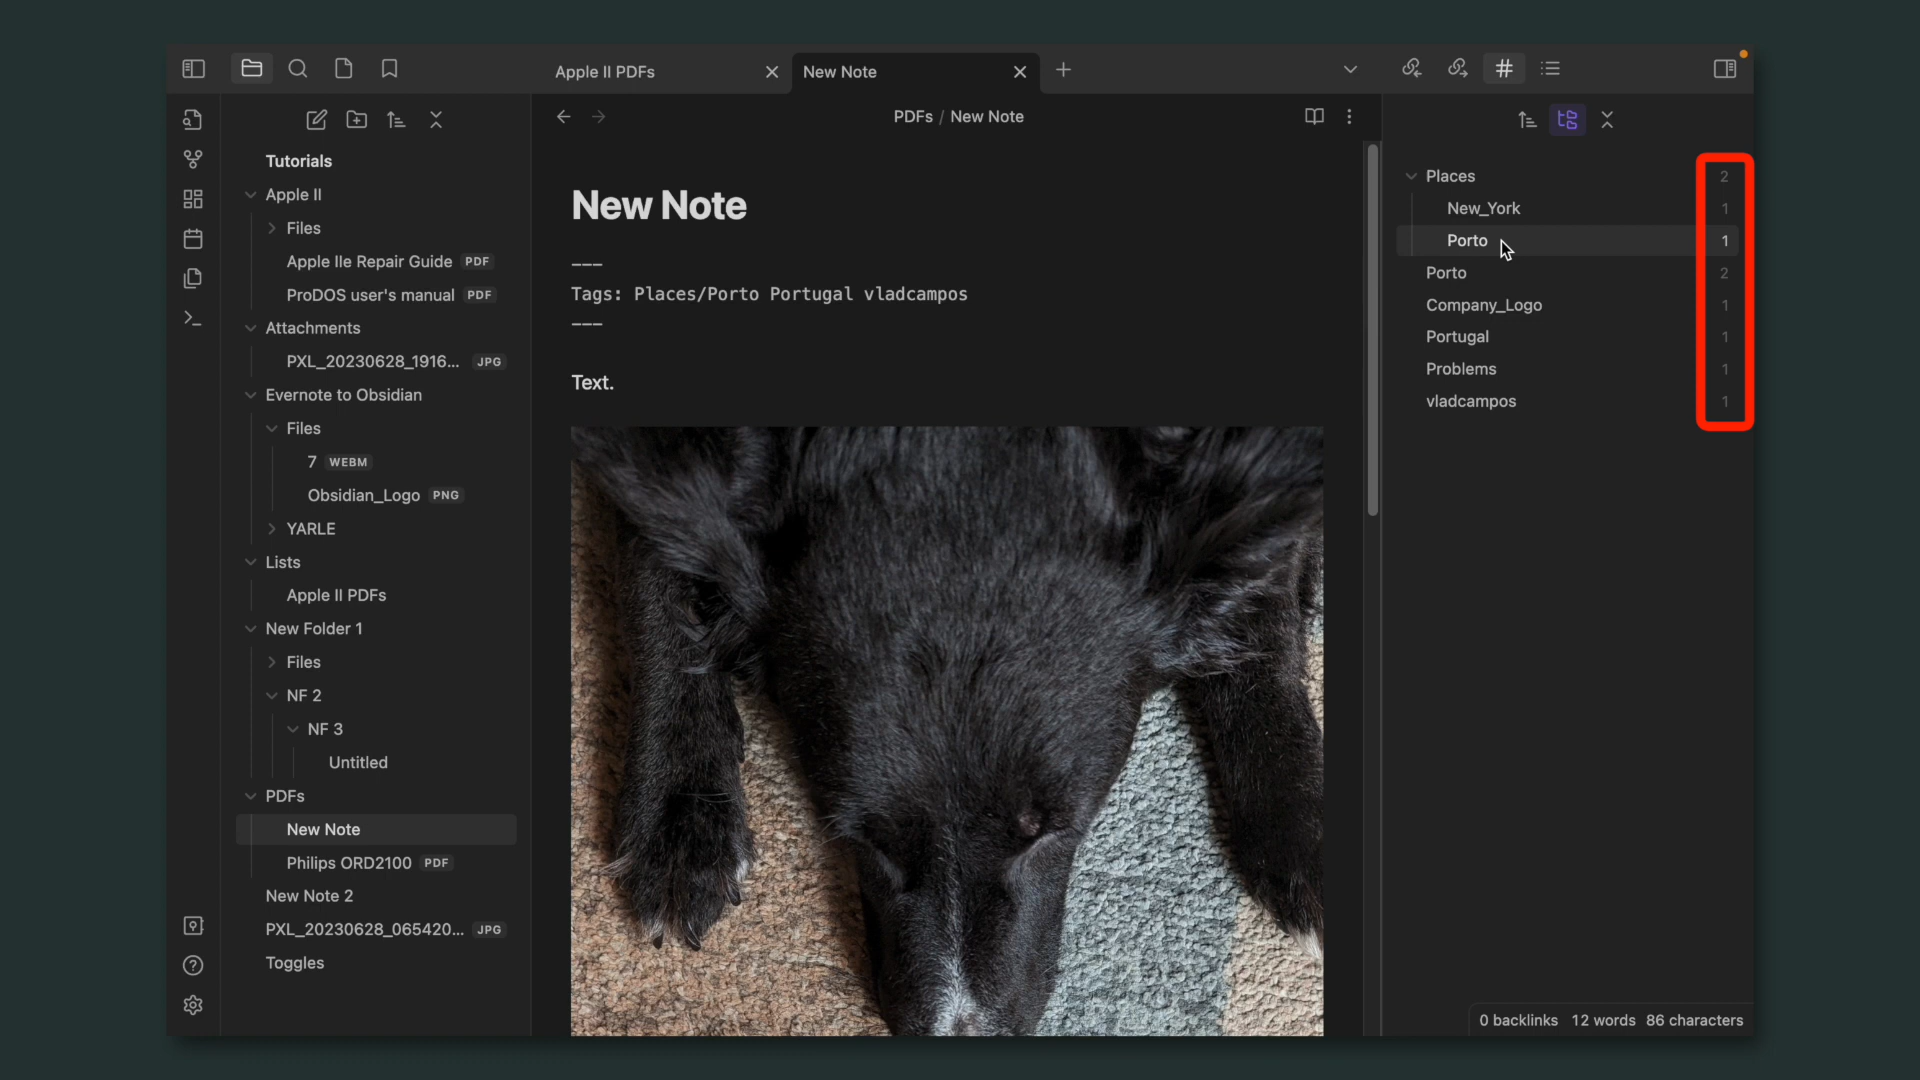 Apple II PDFs
New Note
PDFs / New Note
Tutorials
Apple II
Files
Apple IIe Repair Guide PDF
ProDOS user's manual PDF
Attachments
PXL_20230628_1916... JPG
Evernote to Obsidian
Files
7 WEBM
Obsidian_Logo PNG
YARLE
Lists
Apple II PDFs
New Folder 1
Files
NF 2
NF 3
Untitled
PDFs
New Note
Philips ORD2100 PDF
New Note 2
PXL_20230628_065420... JPG
Toggles
New Note
---
Tags: Places/Porto Portugal vladcampos
---
Text.
Places 2
New_York 1
Porto 1
Porto 2
Company_Logo 1
Portugal 1
Problems 1
vladcampos 1
0 backlinks 12 words 86 characters